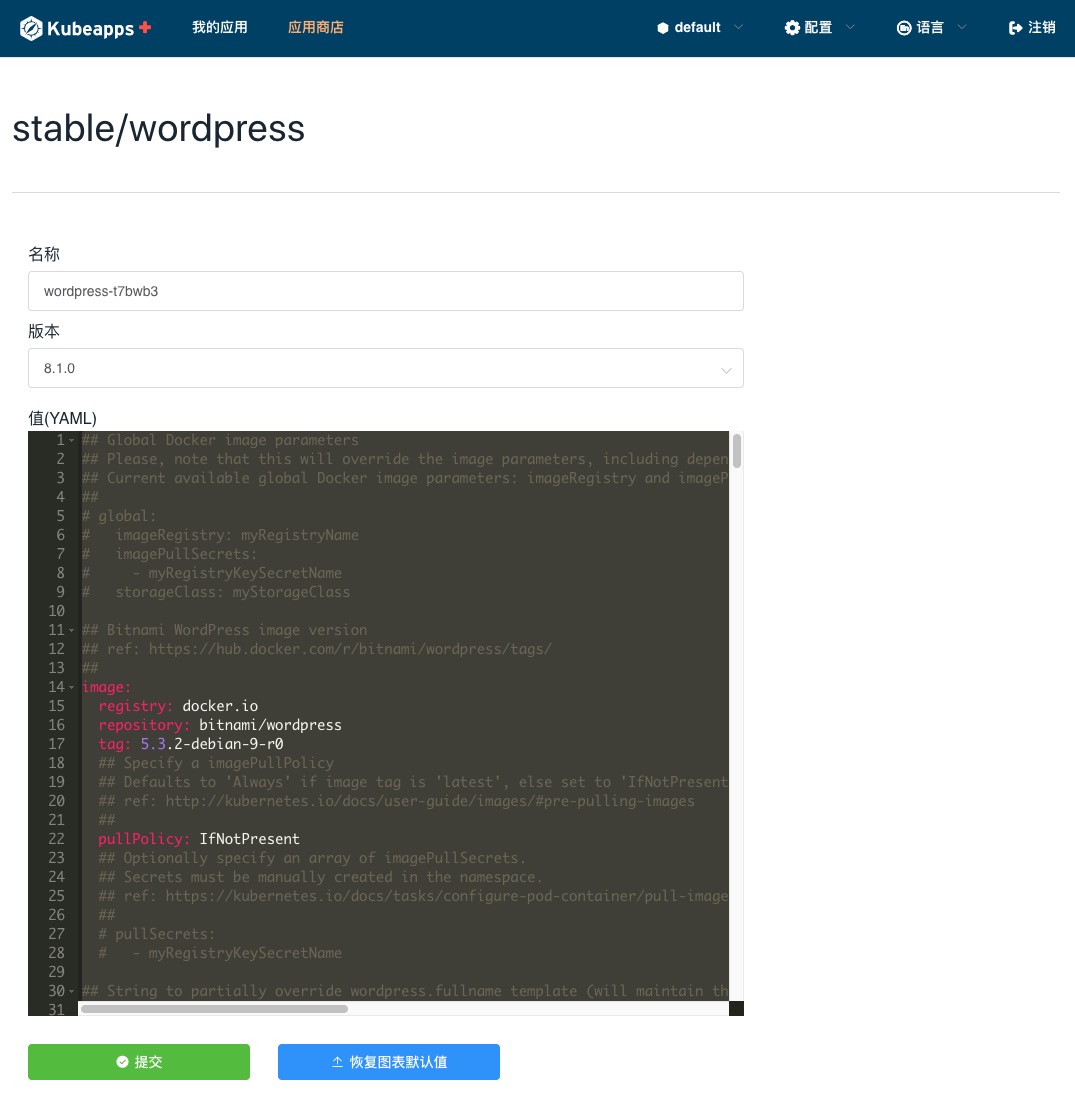 Kubeapps+ 我的应用 应用商店 default 配置 语言 注销
stable/wordpress
名称
wordpress-t7bwb3
版本
8.1.0
值(YAML)
1 ## Global Docker image parameters
2 ## Please, note that this will override the image parameters, including depen
3 ## Current available global Docker image parameters: imageRegistry and imageP
4 ##
5 # global:
6 #   imageRegistry: myRegistryName
7 #   imagePullSecrets:
8 #     - myRegistryKeySecretName
9 #   storageClass: myStorageClass
10
11 ## Bitnami WordPress image version
12 ## ref: https://hub.docker.com/r/bitnami/wordpress/tags/
13 ##
14 image:
15   registry: docker.io
16   repository: bitnami/wordpress
17   tag: 5.3.2-debian-9-r0
18   ## Specify a imagePullPolicy
19   ## Defaults to 'Always' if image tag is 'latest', else set to 'IfNotPresent
20   ## ref: http://kubernetes.io/docs/user-guide/images/#pre-pulling-images
21   ##
22   pullPolicy: IfNotPresent
23   ## Optionally specify an array of imagePullSecrets.
24   ## Secrets must be manually created in the namespace.
25   ## ref: https://kubernetes.io/docs/tasks/configure-pod-container/pull-image
26   ##
27   # pullSecrets:
28   #   - myRegistryKeySecretName
29
30 ## String to partially override wordpress.fullname template (will maintain th
31
提交 恢复图表默认值